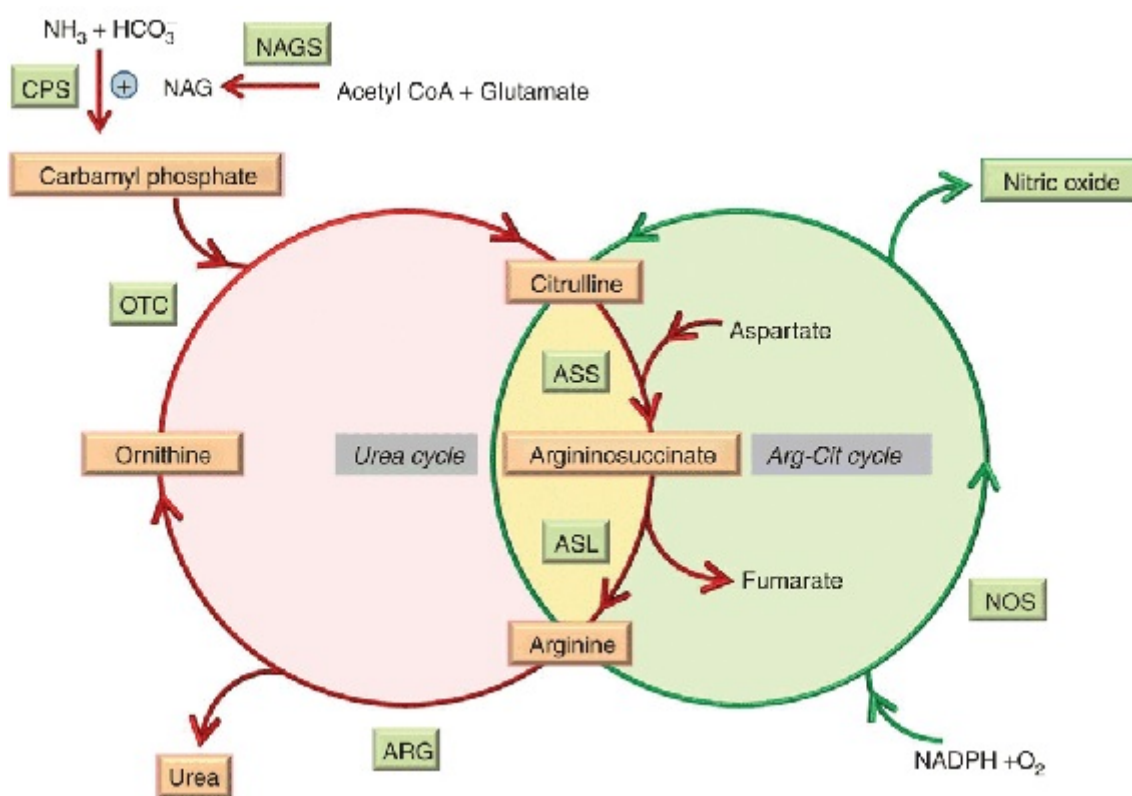 NH₃ + HCO₃⁻
NAGS
CPS
+
NAG
Acetyl CoA + Glutamate
Carbamyl phosphate
Nitric oxide
Citrulline
OTC
Aspartate
ASS
Ornithine
Urea cycle
Argininosuccinate
Arg-Cit cycle
ASL
Fumarate
NOS
Arginine
ARG
Urea
NADPH +O₂